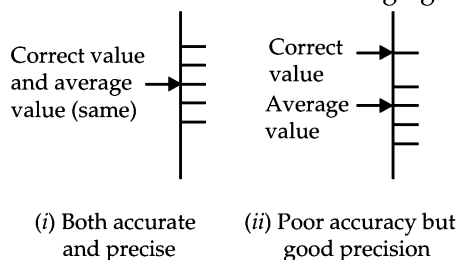 Correct value
and average
value (same)
Correct
value
Average
value
(i) Both accurate
and precise
(ii) Poor accuracy but
good precision